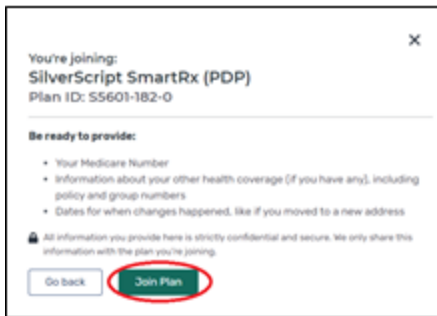 You're joining:
SilverScript SmartRx (PDP)
Plan ID: S5601-182-0
Be ready to provide:
• Your Medicare Number
• Information about your other health coverage (if you have any), including
policy and group numbers
• Dates for when changes happened, like if you moved to a new address
All information you provide here is strictly confidential and secure. We only share this
information with the plan you're joining.
Go back
Join Plan